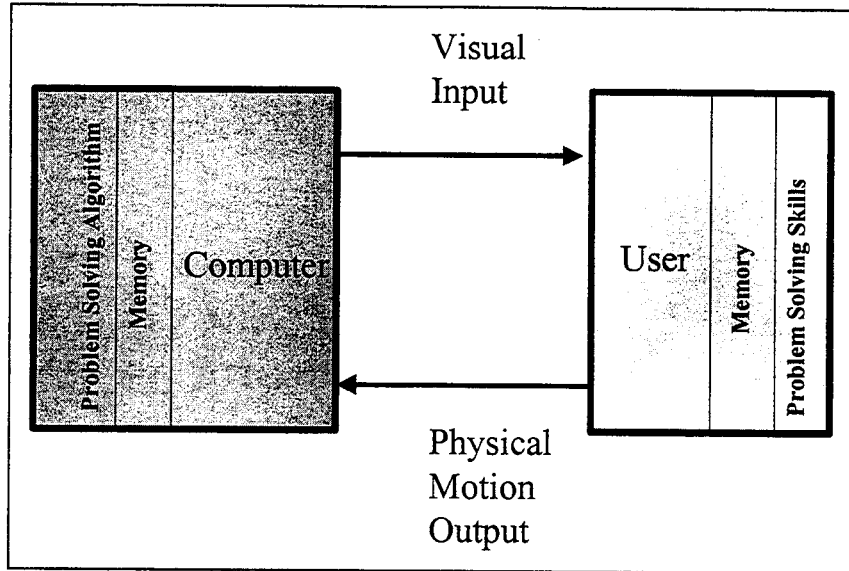 Visual
Input
Problem Solving Algorithm
Memory
Computer
User
Memory
Problem Solving Skills
Physical
Motion
Output